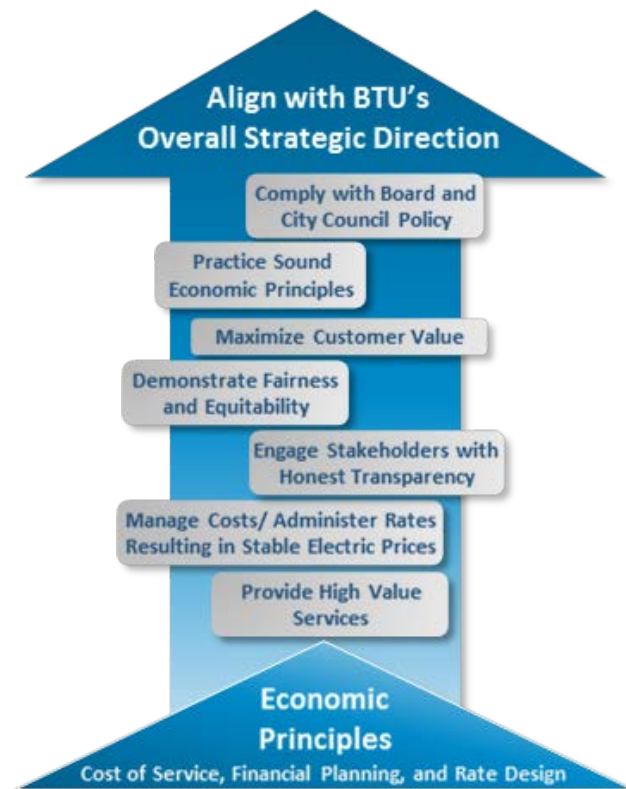 Align with BTU's
Overall Strategic Direction
Comply with Board and
City Council Policy
Practice Sound
Economic Principles
Maximize Customer Value
Demonstrate Fairness
and Equitability
Engage Stakeholders with
Honest Transparency
Manage Costs/ Administer Rates
Resulting in Stable Electric Prices
Provide High Value
Services
Economic
Principles
Cost of Service, Financial Planning, and Rate Design